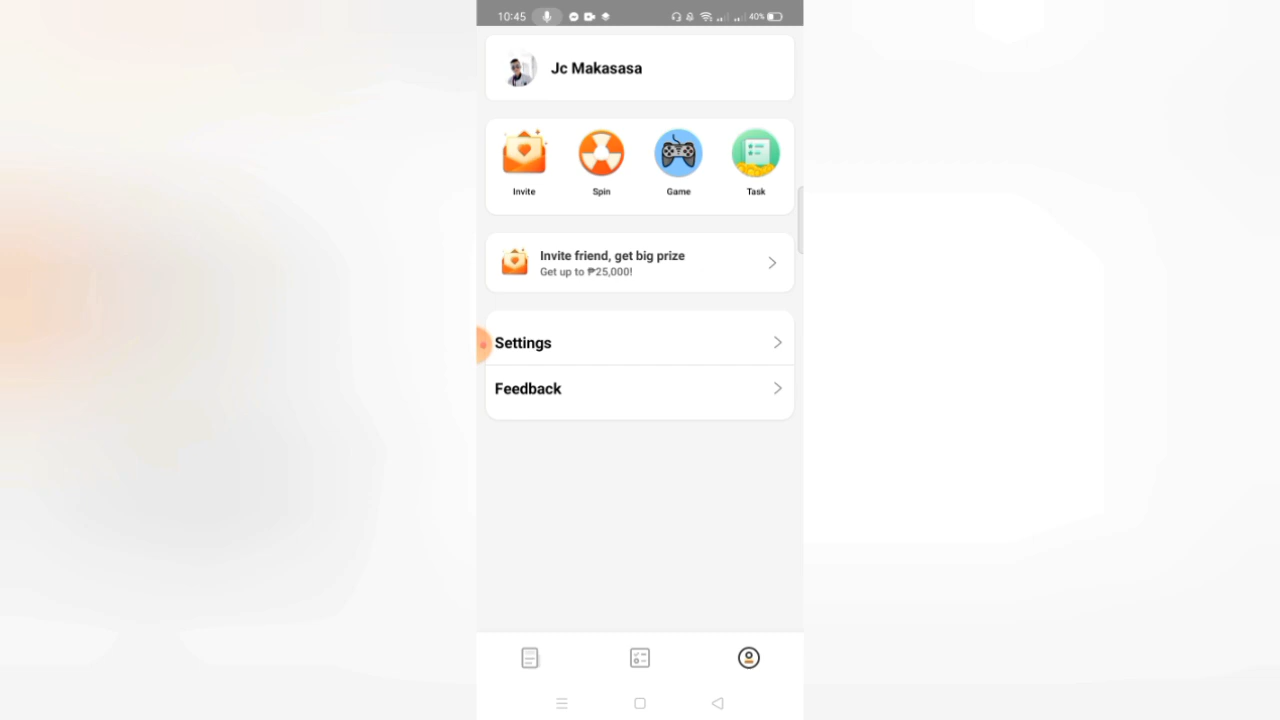 10:45 40%
Jc Makasasa
Invite Spin Game Task
Invite friend, get big prize
Get up to ₱25,000!
Settings
Feedback